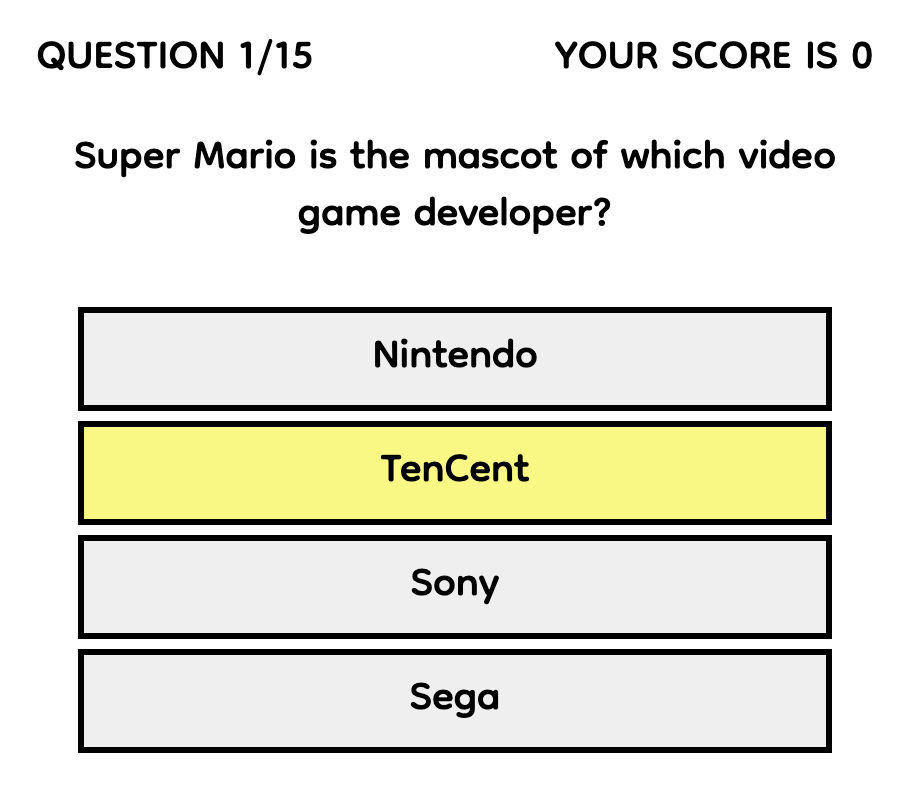 QUESTION 1/15 YOUR SCORE IS 0
Super Mario is the mascot of which video
game developer?
Nintendo
TenCent
Sony
Sega